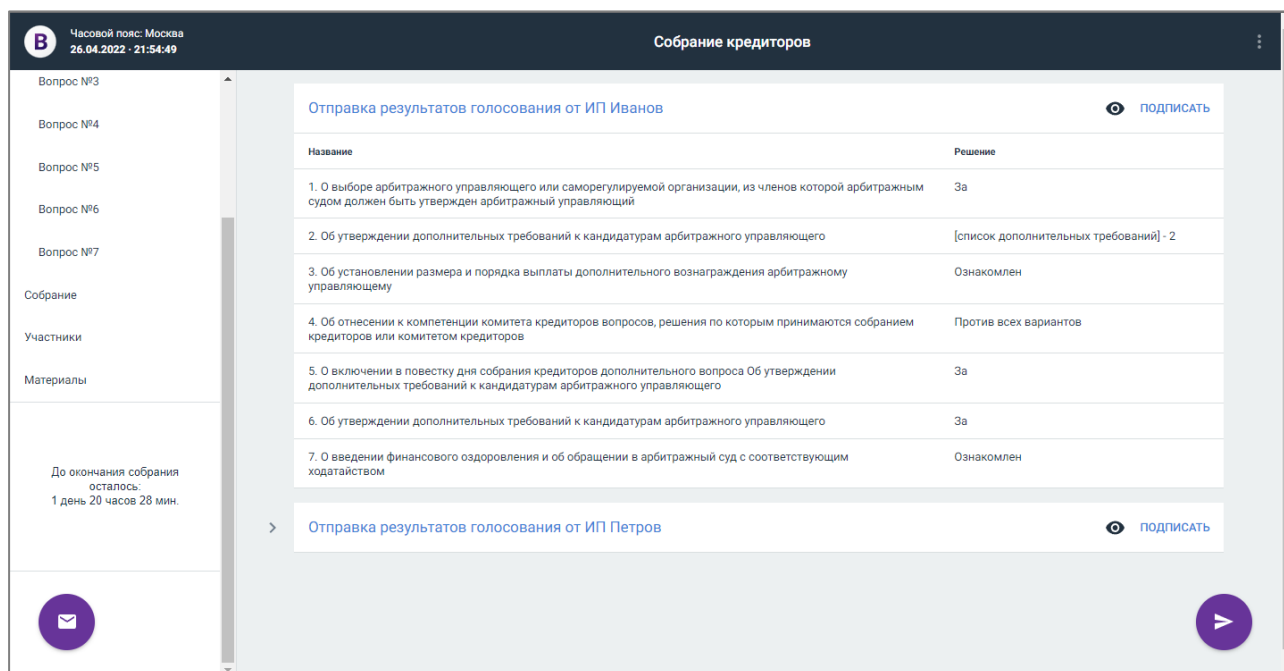 B
Часовой пояс: Москва
26.04.2022 · 21:54:49
Собрание кредиторов
Вопрос №3
Вопрос №4
Вопрос №5
Вопрос №6
Вопрос №7
Собрание
Участники
Материалы
До окончания собрания
осталось:
1 день 20 часов 28 мин.
Отправка результатов голосования от ИП Иванов
ПОДПИСАТЬ
Название
Решение
1. О выборе арбитражного управляющего или саморегулируемой организации, из членов которой арбитражным
судом должен быть утвержден арбитражный управляющий
За
2. Об утверждении дополнительных требований к кандидатурам арбитражного управляющего
[список дополнительных требований] - 2
3. Об установлении размера и порядка выплаты дополнительного вознаграждения арбитражному
управляющему
Ознакомлен
4. Об отнесении к компетенции комитета кредиторов вопросов, решения по которым принимаются собранием
кредиторов или комитетом кредиторов
Против всех вариантов
5. О включении в повестку дня собрания кредиторов дополнительного вопроса Об утверждении
дополнительных требований к кандидатурам арбитражного управляющего
За
6. Об утверждении дополнительных требований к кандидатурам арбитражного управляющего
За
7. О введении финансового оздоровления и об обращении в арбитражный суд с соответствующим
ходатайством
Ознакомлен
Отправка результатов голосования от ИП Петров
ПОДПИСАТЬ